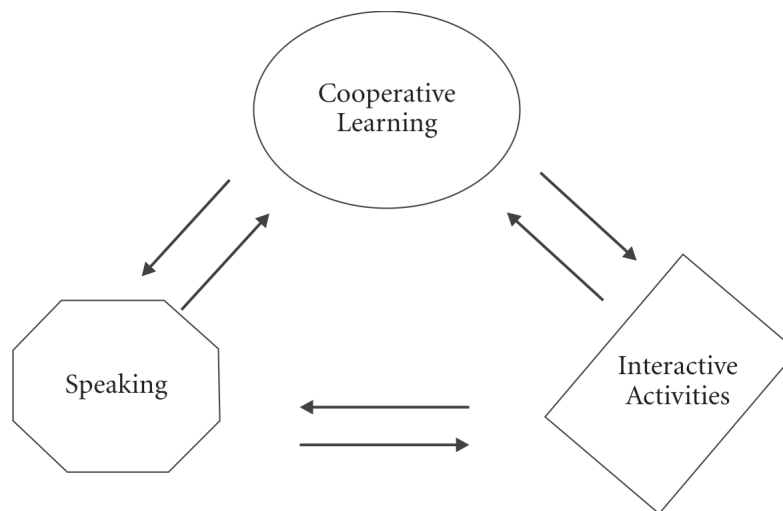 Cooperative
Learning
Speaking
Interactive
Activities